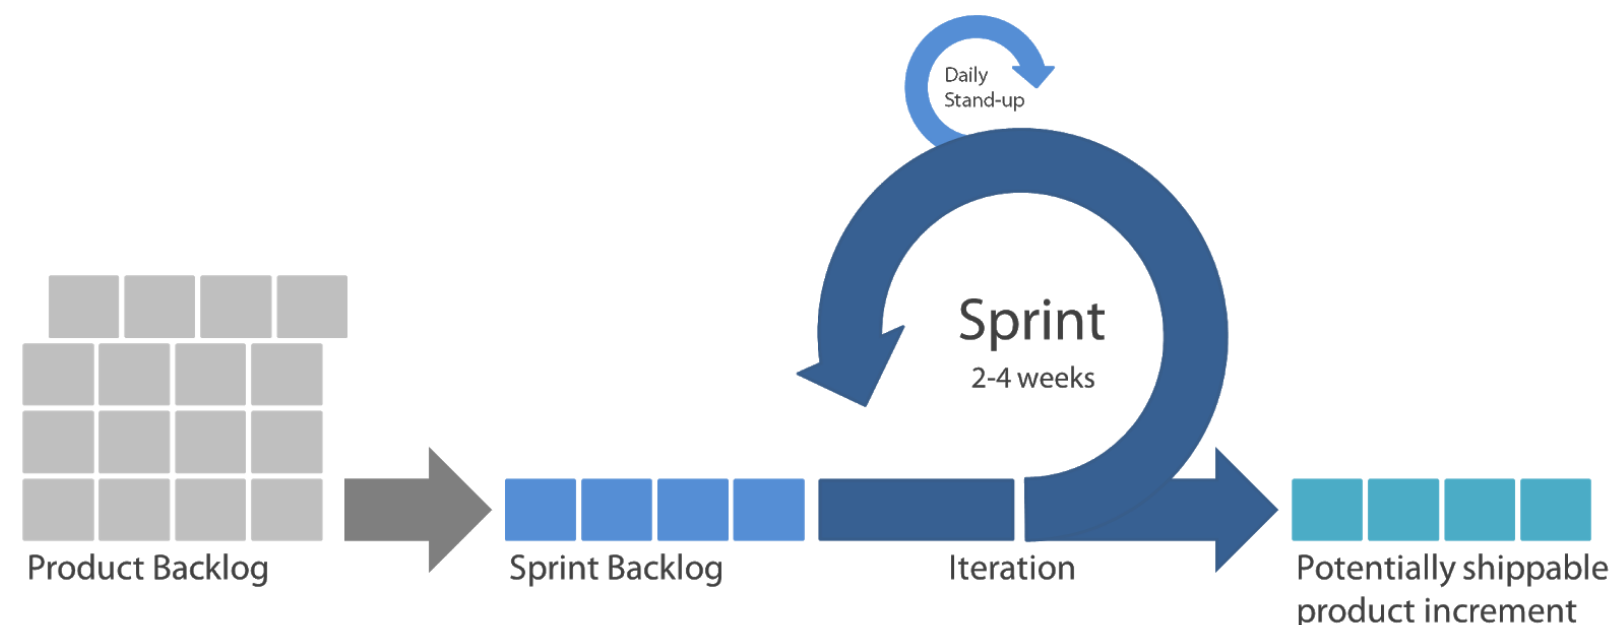 Daily
Stand-up
Sprint
2-4 weeks
Product Backlog
Sprint Backlog
Iteration
Potentially shippable
product increment